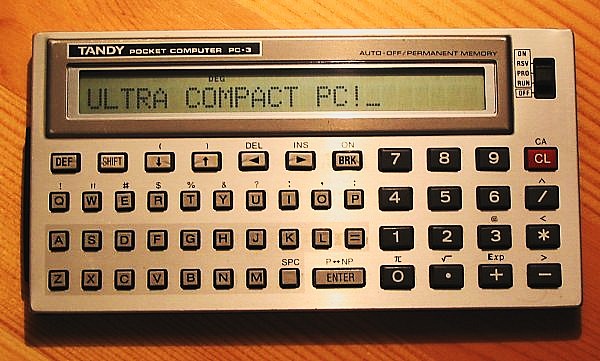 TANDY POCKET COMPUTER PC-3 AUTO-OFF/PERMANENT MEMORY
ON
RSV
PRO
RUN
OFF
DEG
ULTRA COMPACT PC!_
( ) DEL INS ON CA
DEF SHIFT ↓ ↑ ◄ ► BRK 7 8 9 CL
! " # $ % & ? : , ; ^
Q W E R T Y U I O P 4 5 6 /
@ <
A S D F G H J K L = 1 2 3 *
SPC P↔NP π √ Exp >
Z X C V B N M ENTER 0 • + −